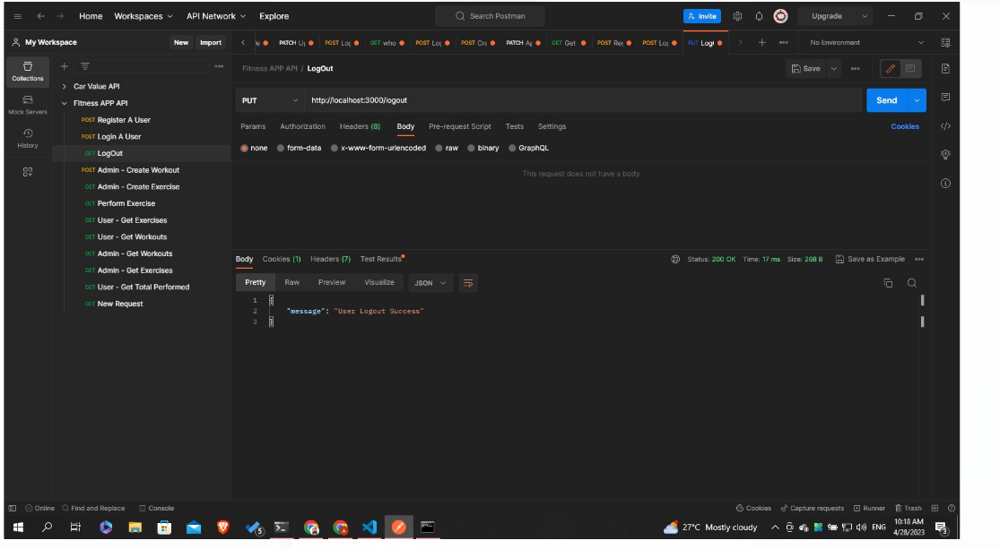 Home Workspaces API Network Explore Search Postman Invite Upgrade
My Workspace New Import PATCH POST GET who POST POST PATCH GET Get POST POST PUT No Environment
Collections
Mock Servers
History
Car Value API
Fitness APP API
POST Register A User
POST Login A User
GET LogOut
POST Admin - Create Workout
GET Admin - Create Exercise
GET Perform Exercise
GET User - Get Exercises
GET User - Get Workouts
GET Admin - Get Workouts
GET Admin - Get Exercises
GET User - Get Total Performed
GET New Request
Fitness APP API / LogOut Save
PUT http://localhost:3000/logout Send
Params Authorization Headers (8) Body Pre-request Script Tests Settings Cookies
none form-data x-www-form-urlencoded raw binary GraphQL
This request does not have a body
Body Cookies (1) Headers (7) Test Results Status: 200 OK Time: 17 ms Size: 268 B Save as Example
Pretty Raw Preview Visualize JSON
1 {
2 "message": "User Logout Success"
3 }
Online Find and Replace Console Cookies Capture requests Runner Trash
5 27°C Mostly cloudy ENG 10:18 AM
4/28/2023 3